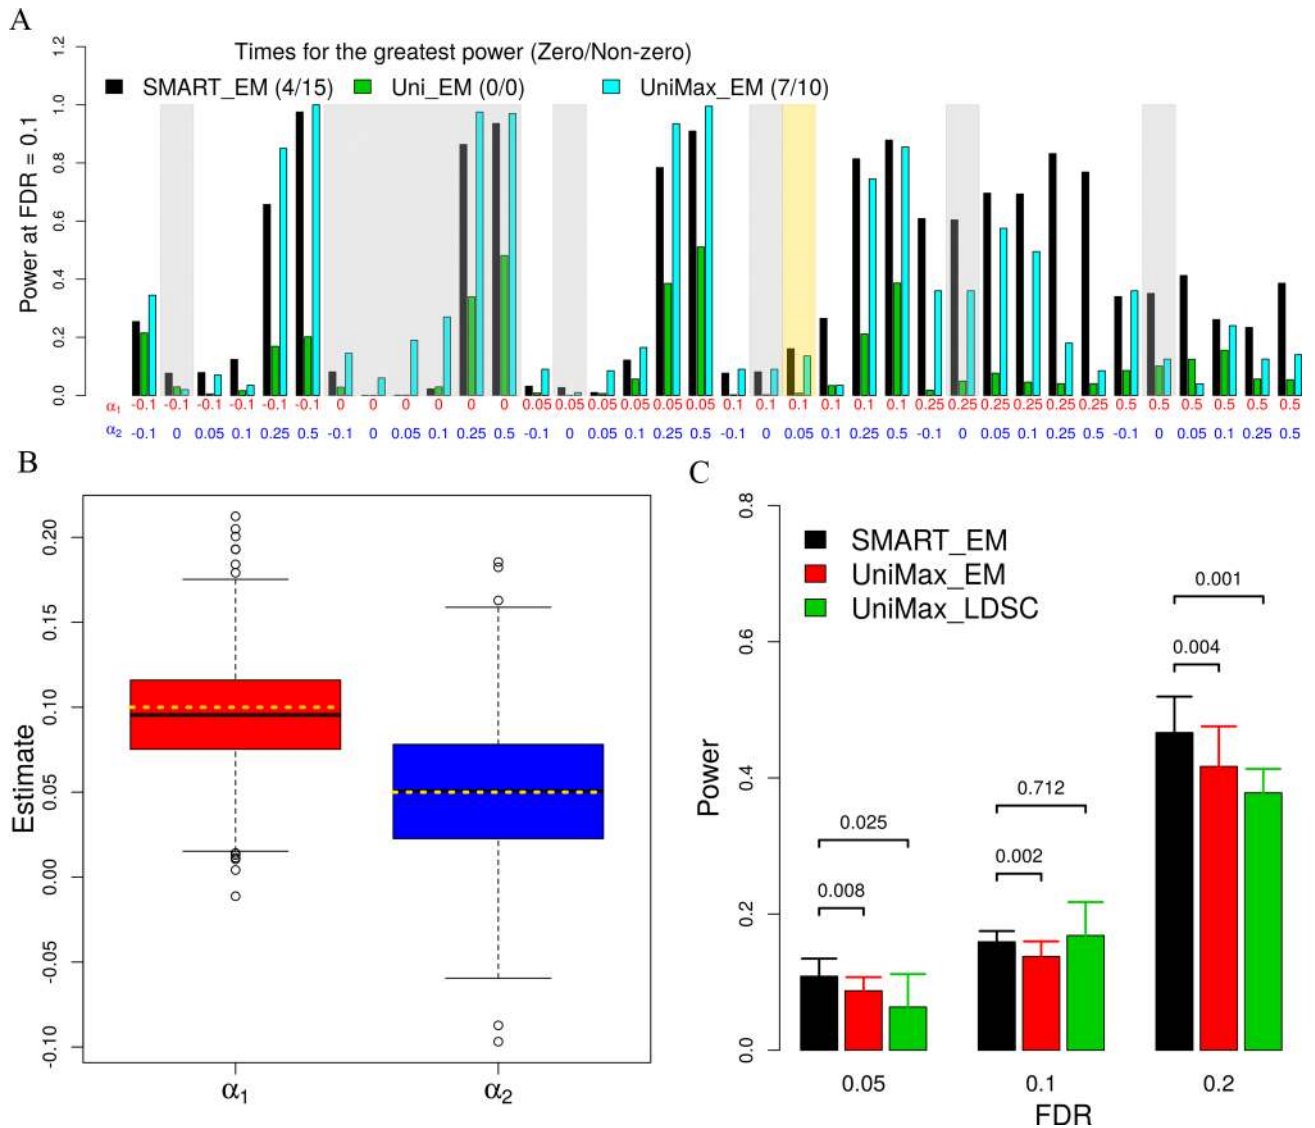 A
Times for the greatest power (Zero/Non-zero)
SMART_EM (4/15) Uni_EM (0/0) UniMax_EM (7/10)
Power at FDR = 0.1
1.2
1.0
0.8
0.6
0.4
0.2
0.0
α1 -0.1 -0.1 -0.1 -0.1 -0.1 -0.1 0 0 0 0 0 0 0.05 0.05 0.05 0.05 0.05 0.05 0.1 0.1 0.1 0.1 0.1 0.1 0.25 0.25 0.25 0.25 0.25 0.25 0.5 0.5 0.5 0.5 0.5 0.5
α2 -0.1 0 0.05 0.1 0.25 0.5 -0.1 0 0.05 0.1 0.25 0.5 -0.1 0 0.05 0.1 0.25 0.5 -0.1 0 0.05 0.1 0.25 0.5 -0.1 0 0.05 0.1 0.25 0.5 -0.1 0 0.05 0.1 0.25 0.5
B
Estimate
0.20
0.15
0.10
0.05
0.00
-0.05
-0.10
α1 α2
C
Power
0.8
0.6
0.4
0.2
0.0
SMART_EM
UniMax_EM
UniMax_LDSC
0.001
0.004
0.712
0.002
0.025
0.008
0.05 0.1 0.2
FDR